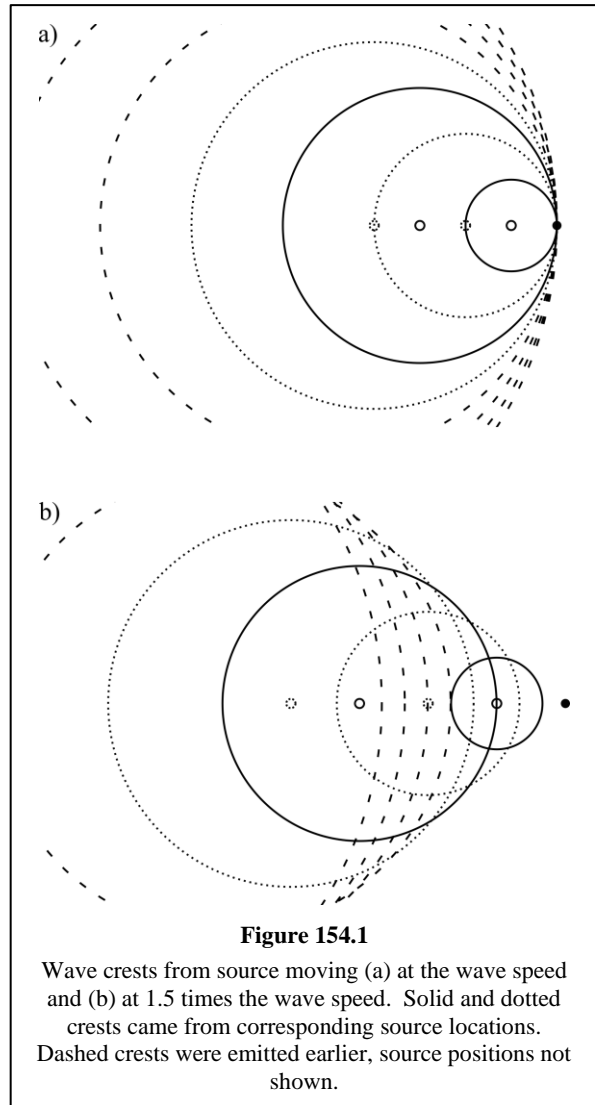 a)
b)
Figure 154.1
Wave crests from source moving (a) at the wave speed
and (b) at 1.5 times the wave speed.  Solid and dotted
crests came from corresponding source locations.
Dashed crests were emitted earlier, source positions not
shown.